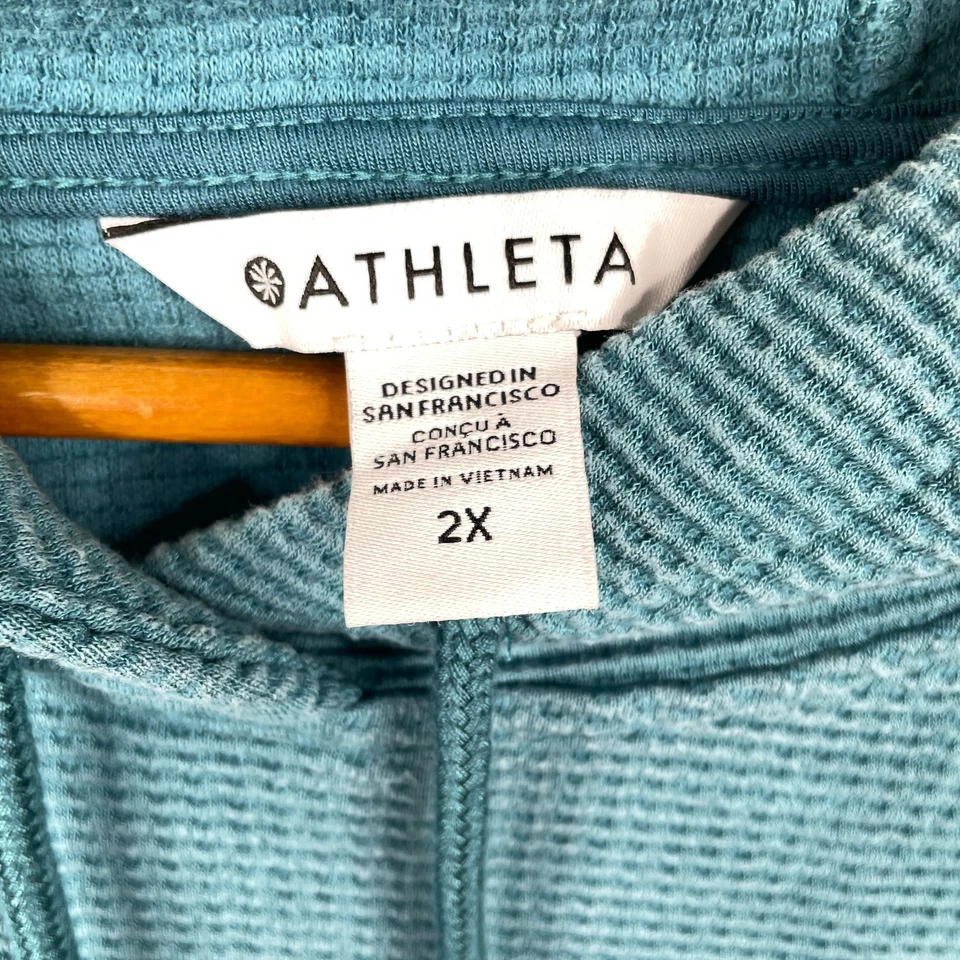 ATHLETA
DESIGNED IN
SAN FRANCISCO
CONÇU À
SAN FRANCISCO
MADE IN VIETNAM
2X